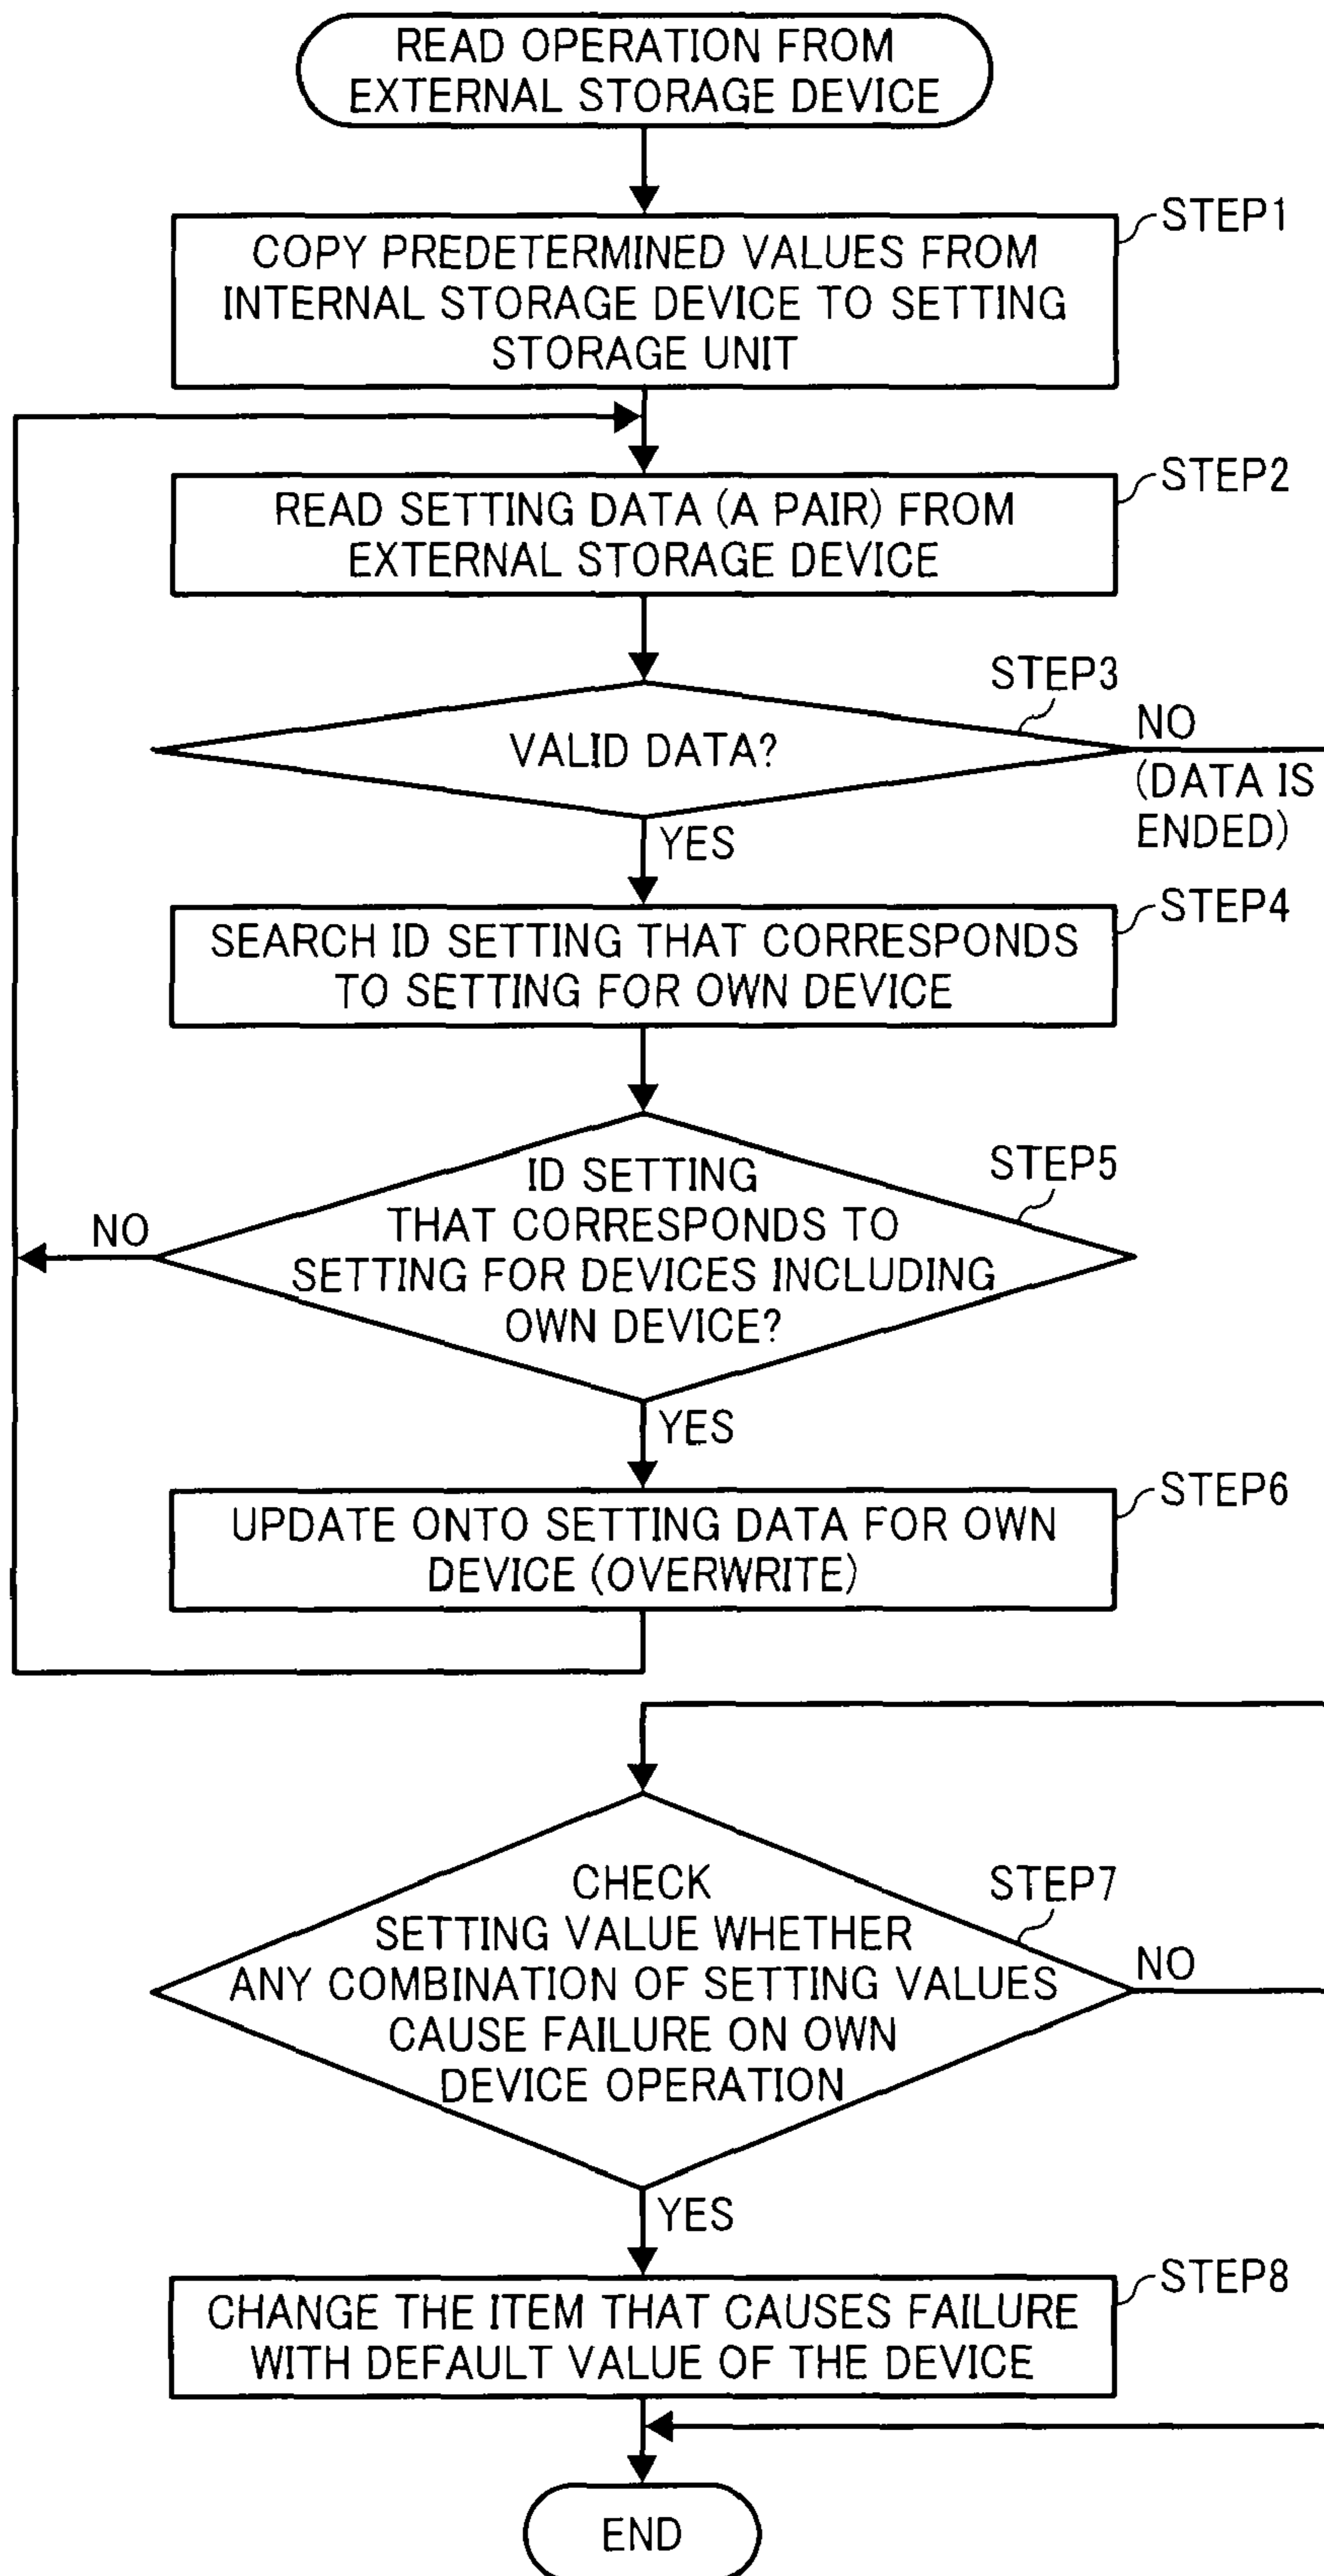 READ OPERATION FROM
EXTERNAL STORAGE DEVICE
STEP1
COPY PREDETERMINED VALUES FROM
INTERNAL STORAGE DEVICE TO SETTING
STORAGE UNIT
STEP2
READ SETTING DATA (A PAIR) FROM
EXTERNAL STORAGE DEVICE
STEP3
VALID DATA?
NO
(DATA IS
ENDED)
YES
STEP4
SEARCH ID SETTING THAT CORRESPONDS
TO SETTING FOR OWN DEVICE
STEP5
ID SETTING
THAT CORRESPONDS TO
SETTING FOR DEVICES INCLUDING
OWN DEVICE?
NO
YES
STEP6
UPDATE ONTO SETTING DATA FOR OWN
DEVICE (OVERWRITE)
STEP7
CHECK
SETTING VALUE WHETHER
ANY COMBINATION OF SETTING VALUES
CAUSE FAILURE ON OWN
DEVICE OPERATION
NO
YES
STEP8
CHANGE THE ITEM THAT CAUSES FAILURE
WITH DEFAULT VALUE OF THE DEVICE
END